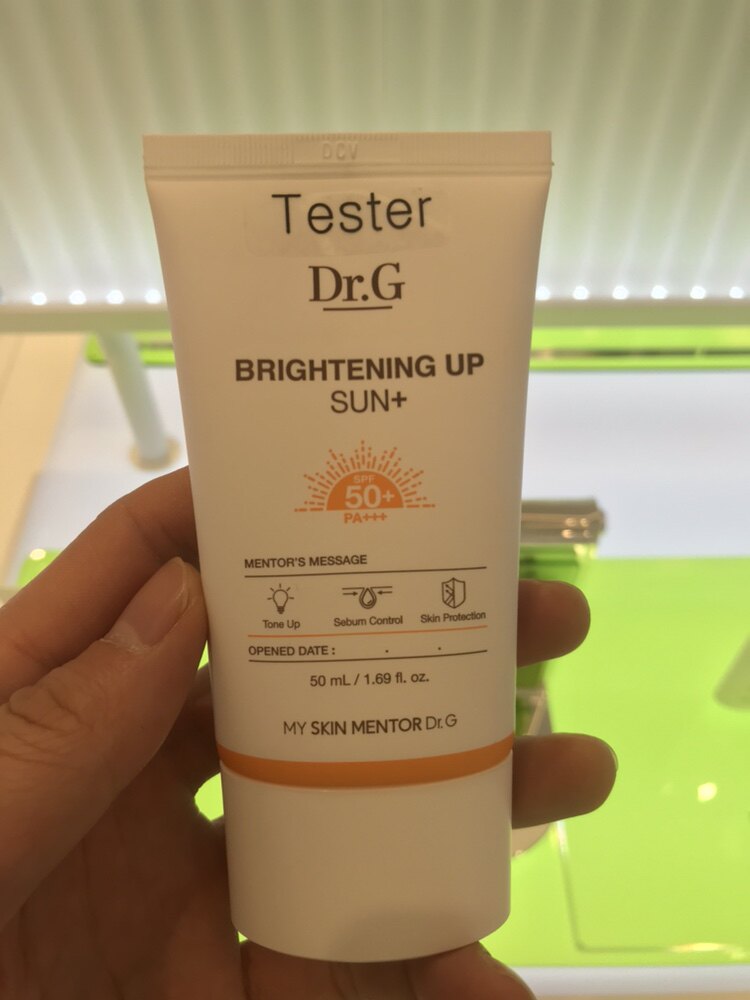 DCV
Tester
Dr.G
BRIGHTENING UP
SUN+
SPF
50+
PA+++
MENTOR'S MESSAGE
Tone Up
Sebum Control
Skin Protection
OPENED DATE : . .
50 mL / 1.69 fl. oz.
MY SKIN MENTOR Dr.G